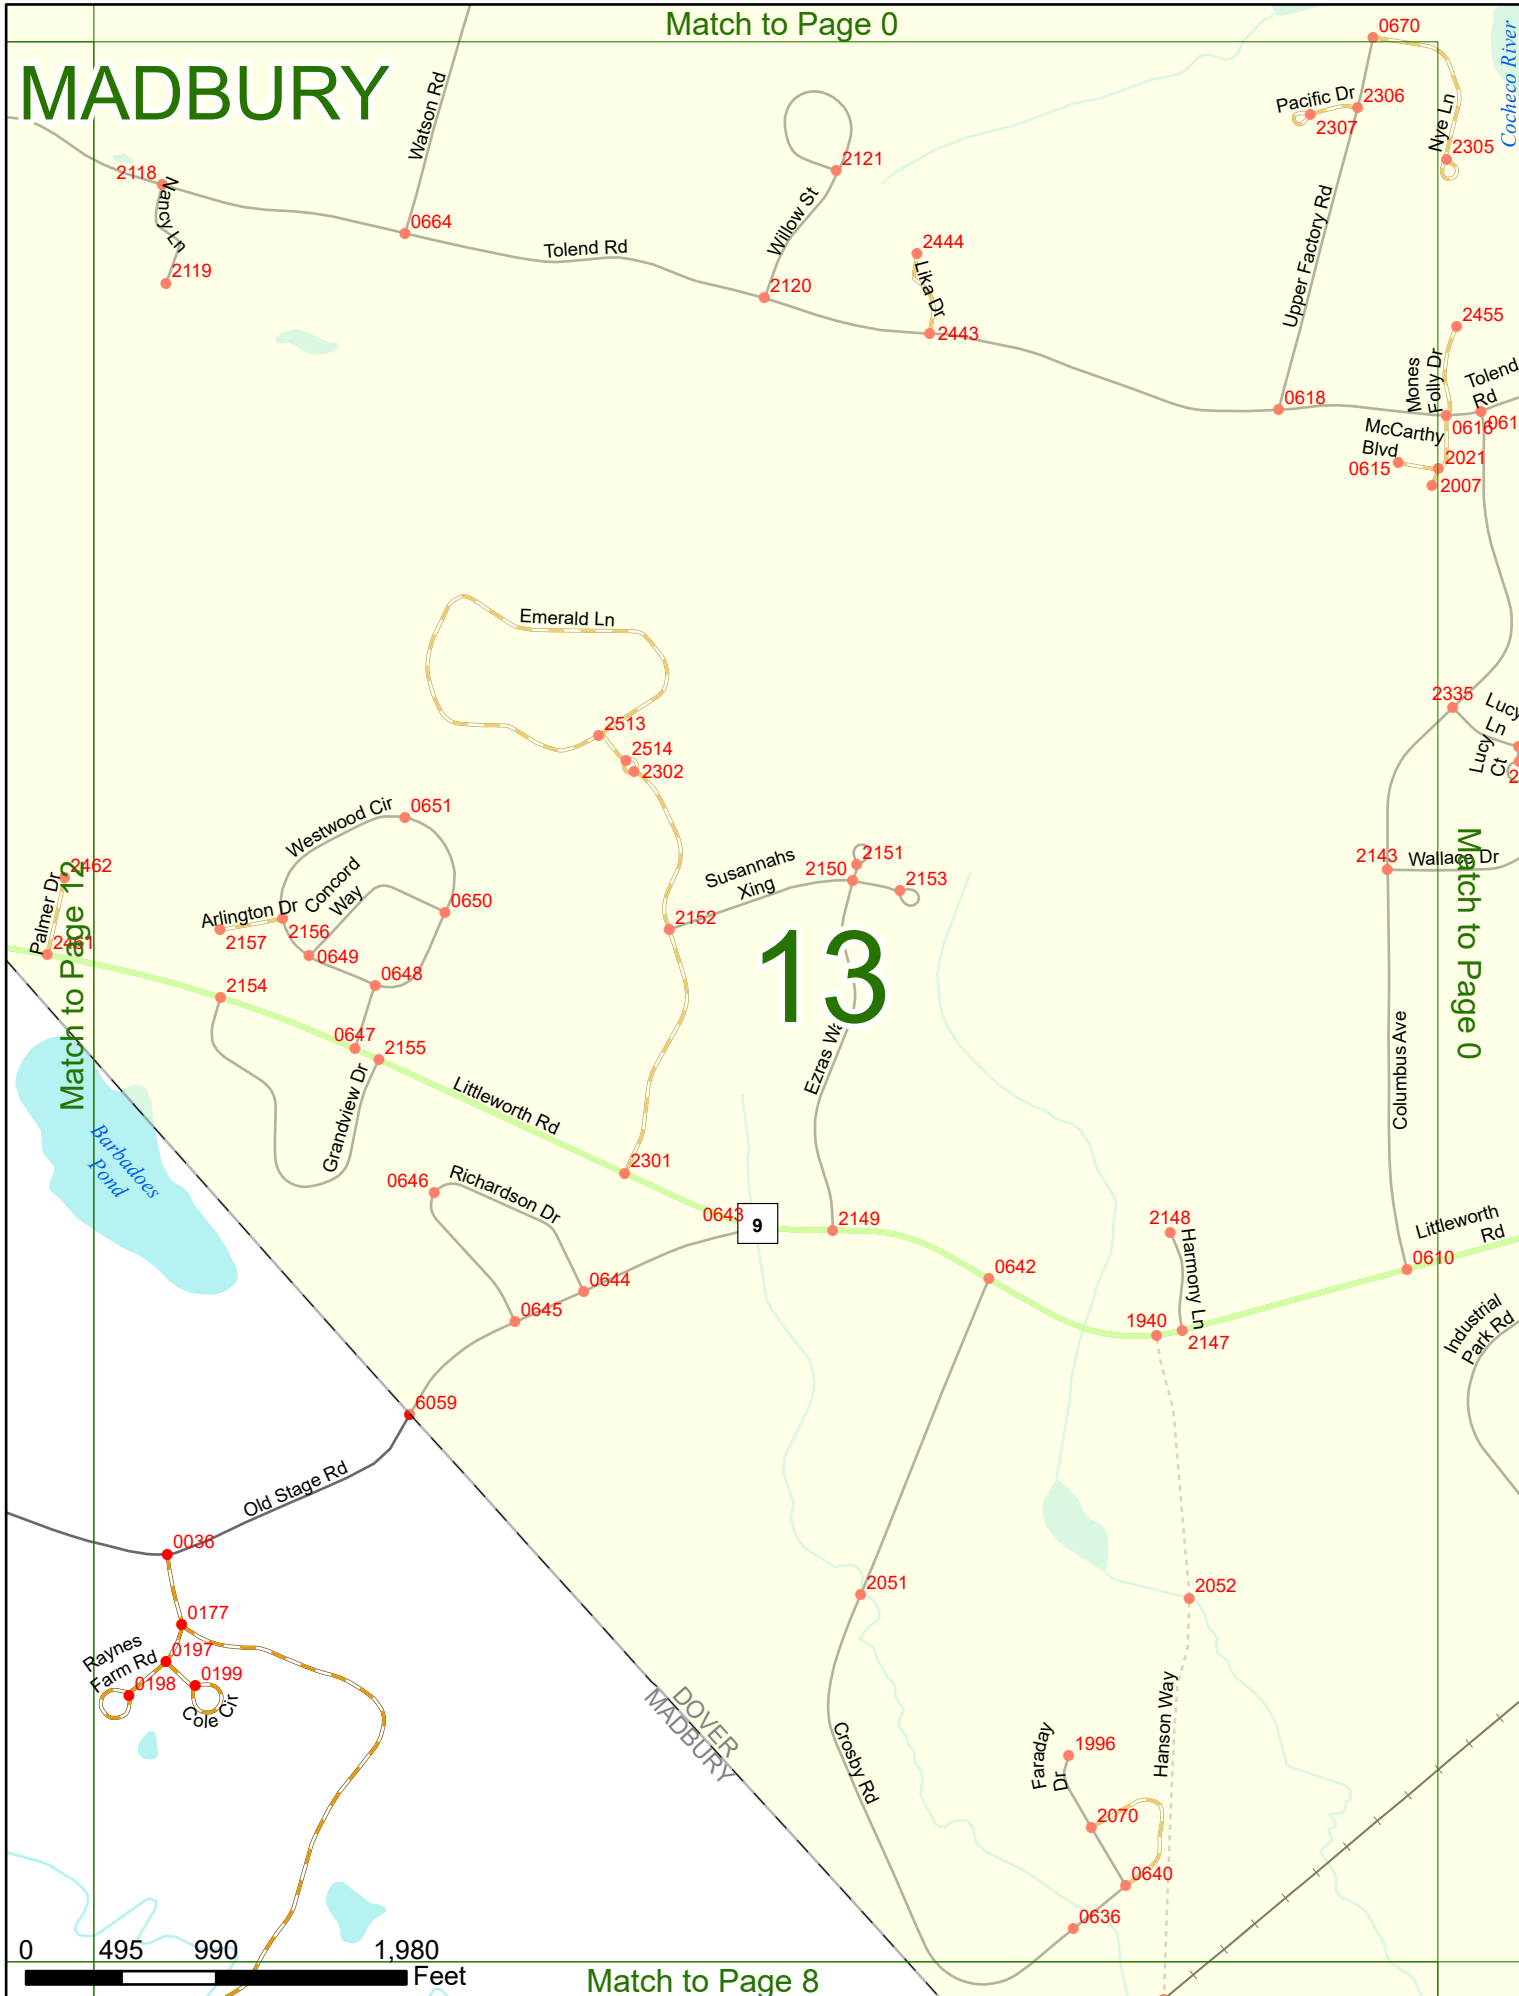 Match to Page 0
MADBURY
Cocheco River
0670
Pacific Dr
2306
2307
Nye Ln
2305
Watson Rd
2118
Nancy Ln
2119
0664
Tolend Rd
2121
Willow St
2120
2444
Lika Dr
2443
Upper Factory Rd
2455
Mones
Folly Dr
Tolend
Rd
0618
0616
061
McCarthy
Blvd
0615
2021
2007
Emerald Ln
2513
2514
2302
2335
Lucy
Ln
Lucy
Ct
2
Westwood Cir
0651
Concord
Way
0650
Arlington Dr
2157
2156
0649
0648
2462
Palmer Dr
2461
Match to Page 12
2154
0647
2155
Grandview Dr
Littleworth Rd
Susannahs
Xing
2150
2151
2153
2152
13
Ezras Wa
2143
Wallace Dr
Match to Page 0
Columbus Ave
Barbadoes
Pond
2301
0646
Richardson Dr
0643
9
2149
0644
0645
0642
2148
Harmony Ln
1940
2147
Littleworth
Rd
0610
Industrial
Park Rd
6059
Old Stage Rd
0036
0177
0197
Raynes
Farm Rd
0198
0199
Cole Cir
2051
2052
DOVER
MADBURY
Crosby Rd
Hanson Way
Faraday
Dr
1996
2070
0640
0636
0 495 990 1,980
Feet
Match to Page 8